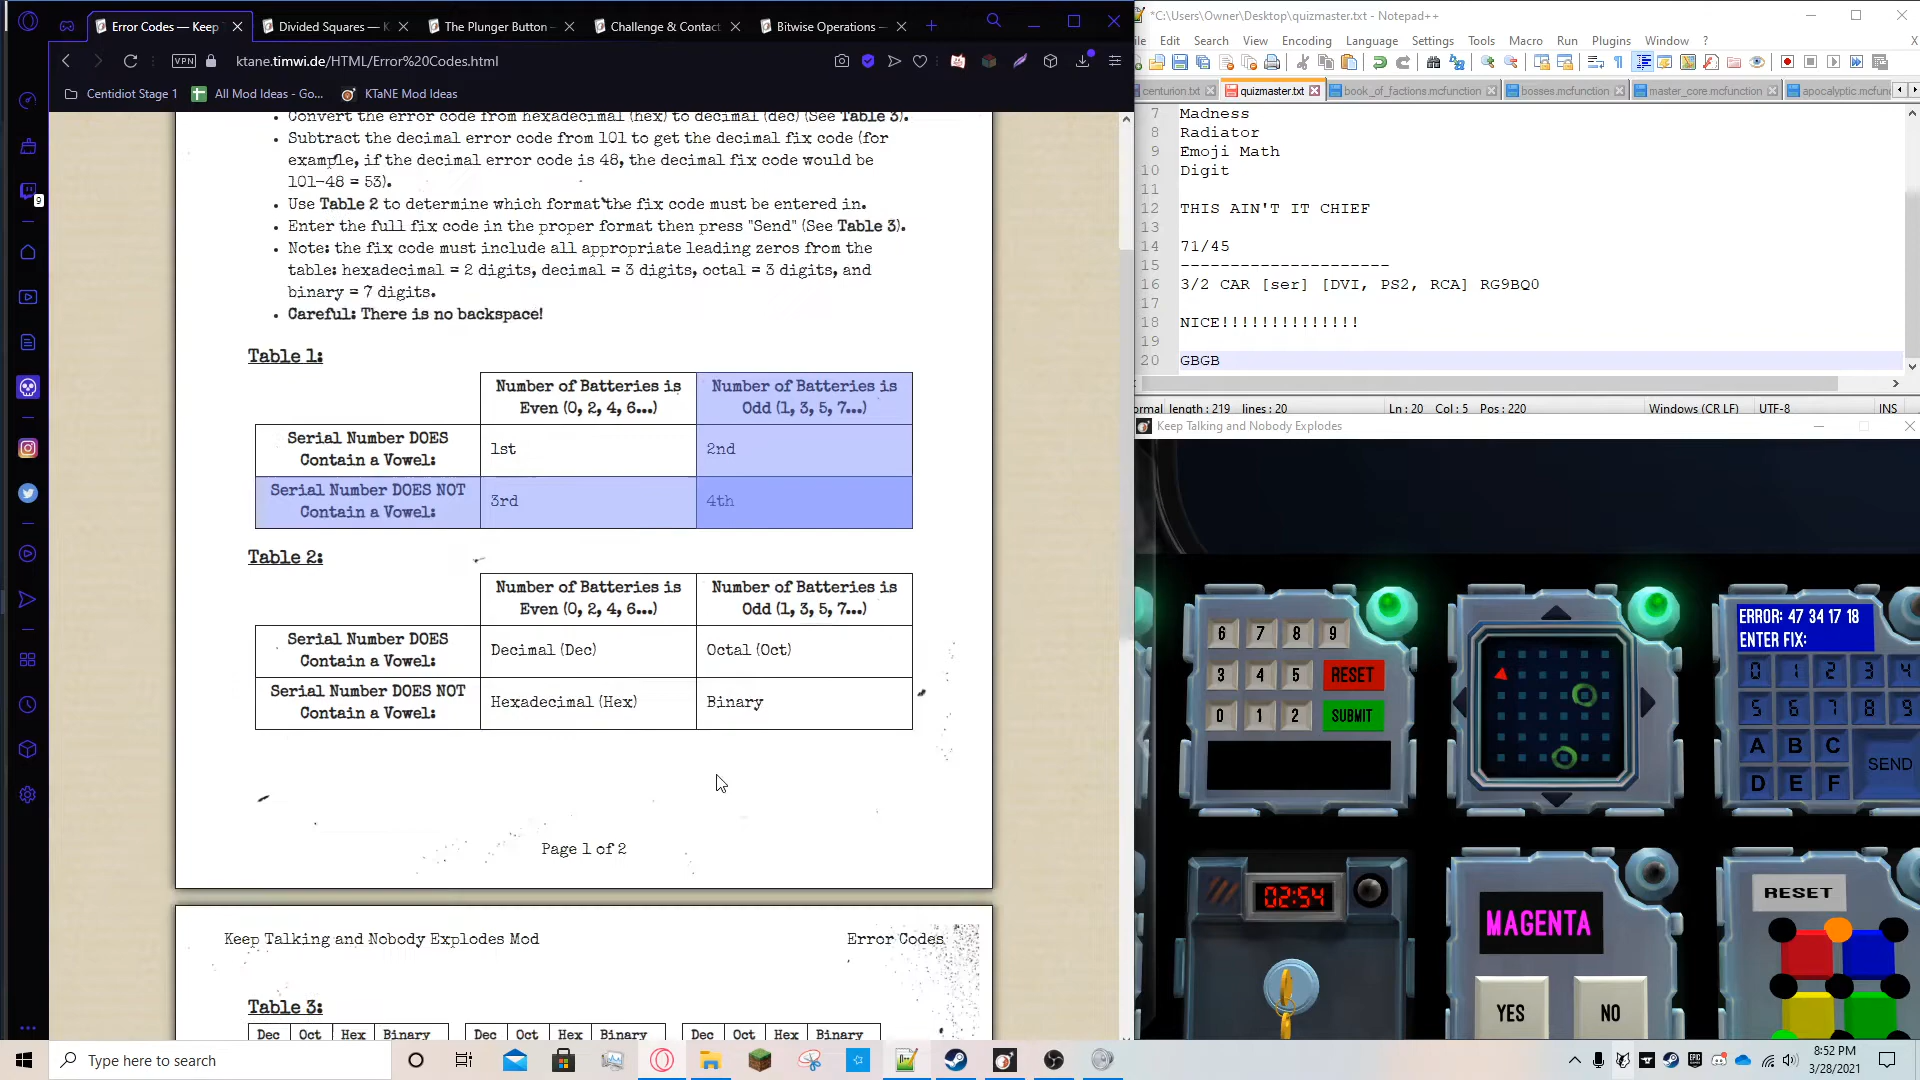 Error Codes — Keep
Divided Squares — K
The Plunger Button –
Challenge & Contact
Bitwise Operations —
VPN
ktane.timwi.de/HTML/Error%20Codes.html
Centidiot Stage 1
All Mod Ideas - Go...
KTaNE Mod Ideas
9
Convert the error code from hexadecimal (hex) to decimal (dec) (See Table 3).
• Subtract the decimal error code from 101 to get the decimal fix code (for
example, if the decimal error code is 48, the decimal fix code would be
101-48 = 53).
• Use Table 2 to determine which format the fix code must be entered in.
• Enter the full fix code in the proper format then press "Send" (See Table 3).
• Note: the fix code must include all appropriate leading zeros from the
table: hexadecimal = 2 digits, decimal = 3 digits, octal = 3 digits, and
binary = 7 digits.
• Careful: There is no backspace!
Table 1:
Number of Batteries is
Even (0, 2, 4, 6...)
Number of Batteries is
Odd (1, 3, 5, 7...)
Serial Number DOES
Contain a Vowel:
1st
2nd
Serial Number DOES NOT
Contain a Vowel:
3rd
4th
Table 2:
Number of Batteries is
Even (0, 2, 4, 6...)
Number of Batteries is
Odd (1, 3, 5, 7...)
Serial Number DOES
Contain a Vowel:
Decimal (Dec)
Octal (Oct)
Serial Number DOES NOT
Contain a Vowel:
Hexadecimal (Hex)
Binary
Page 1 of 2
Keep Talking and Nobody Explodes Mod
Error Codes
Table 3:
Dec Oct Hex Binary
Dec Oct Hex Binary
Dec Oct Hex Binary
*C:\Users\Owner\Desktop\quizmaster.txt - Notepad++
ile Edit Search View Encoding Language Settings Tools Macro Run Plugins Window ?
X
centurion.txt
quizmaster.txt
book_of_factions.mcfunction
bosses.mcfunction
master_core.mcfunction
apocalyptic.mcfun
7 Madness
8 Radiator
9 Emoji Math
10 Digit
11
12 THIS AIN'T IT CHIEF
13
14 71/45
15 ---------------------
16 3/2 CAR [ser] [DVI, PS2, RCA] RG9BQ0
17
18 NICE!!!!!!!!!!!!!!
19
20 GBGB
ormal length : 219 lines : 20
Ln : 20 Col : 5 Pos : 220
Windows (CR LF)
UTF-8
INS
Keep Talking and Nobody Explodes
6 7 8 9
3 4 5 RESET
0 1 2 SUBMIT
ERROR: 47 34 17 18
ENTER FIX:
0 1 2 3 4
5 6 7 8 9
A B C
D E F
SEND
02:54
MAGENTA
YES
NO
RESET
Type here to search
8:52 PM
3/28/2021